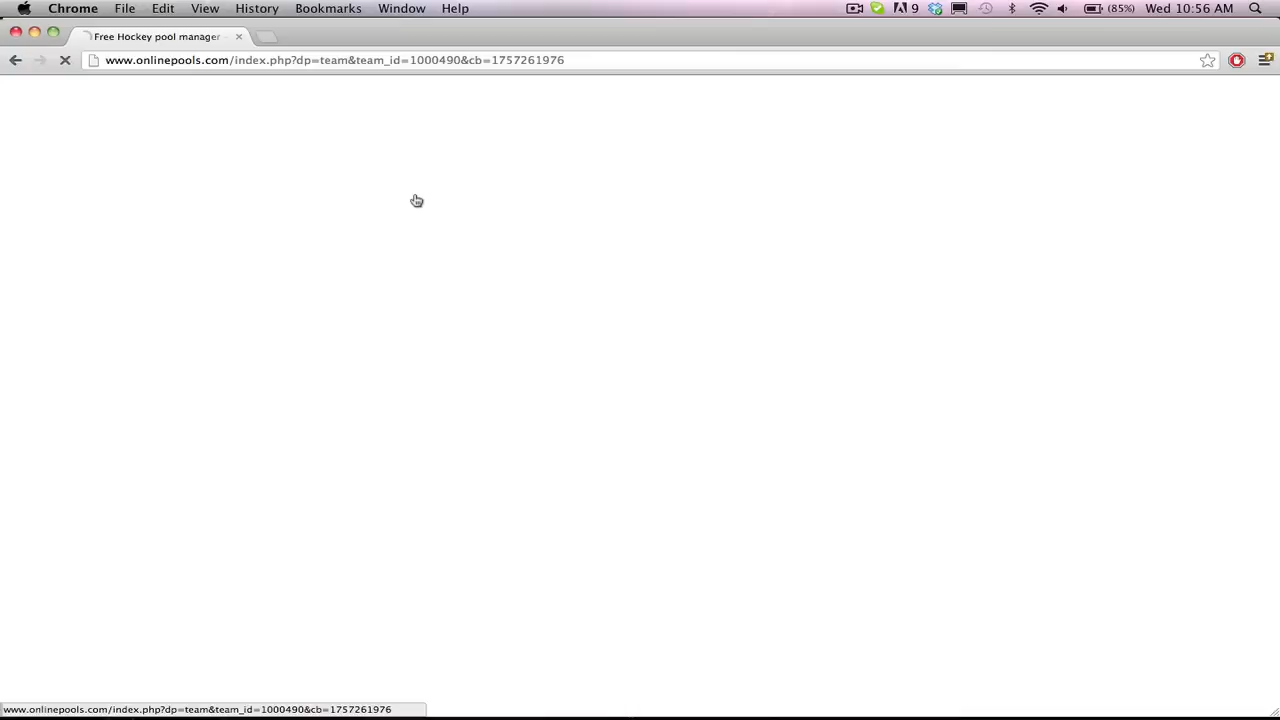 Chrome File Edit View History Bookmarks Window Help 9 (85%) Wed 10:56 AM
Free Hockey pool manager -
www.onlinepools.com/index.php?dp=team&team_id=1000490&cb=1757261976
www.onlinepools.com/index.php?dp=team&team_id=1000490&cb=1757261976